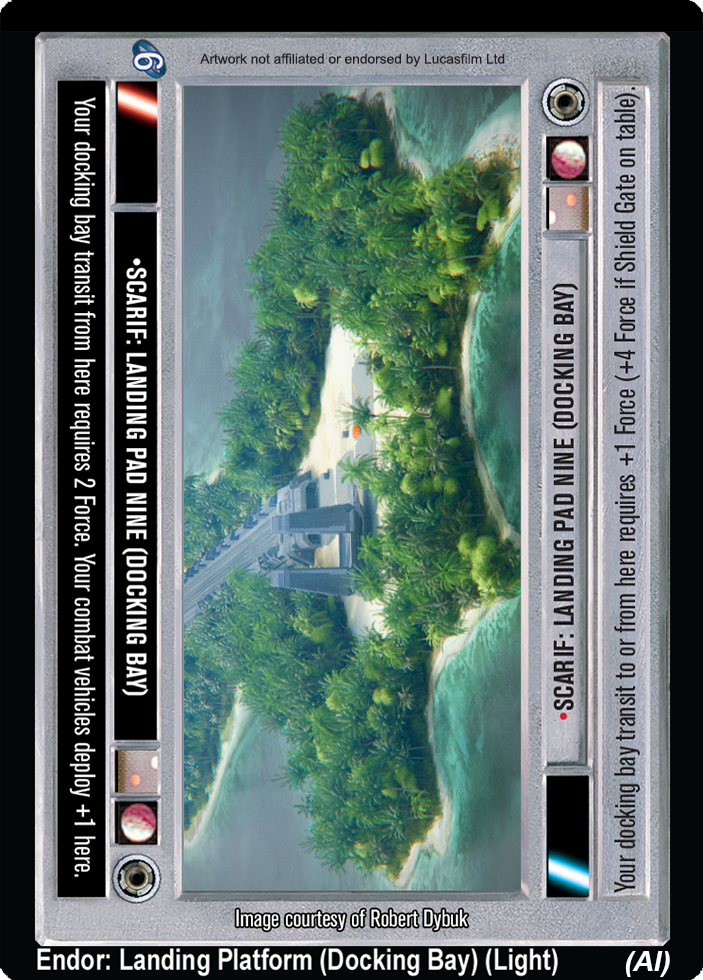 6
Artwork not affiliated or endorsed by Lucasfilm Ltd
Your docking bay transit from here requires 2 Force. Your combat vehicles deploy +1 here.
•SCARIF: LANDING PAD NINE (DOCKING BAY)
•SCARIF: LANDING PAD NINE (DOCKING BAY)
Your docking bay transit to or from here requires +1 Force (+4 Force if Shield Gate on table).
Image courtesy of Robert Dybuk
Endor: Landing Platform (Docking Bay) (Light)
(AI)